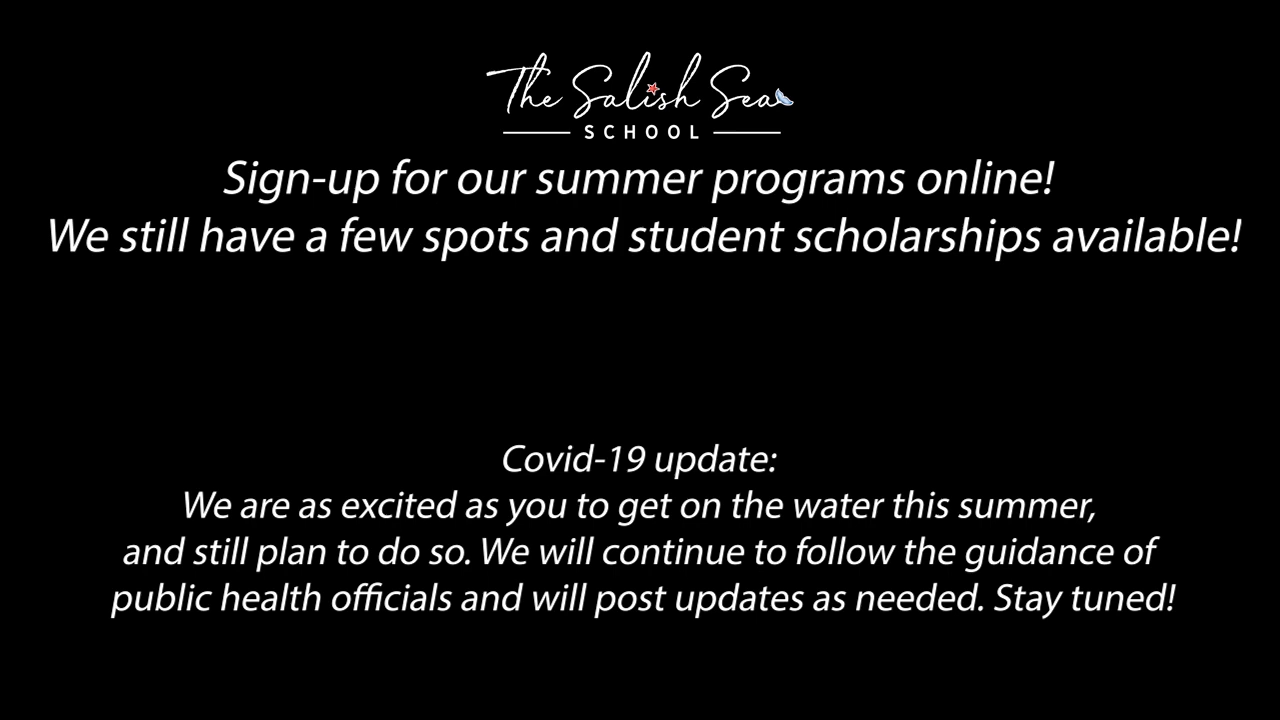 The Salish Sea
SCHOOL
Sign-up for our summer programs online!
We still have a few spots and student scholarships available!
Covid-19 update:
We are as excited as you to get on the water this summer,
and still plan to do so. We will continue to follow the guidance of
public health officials and will post updates as needed. Stay tuned!